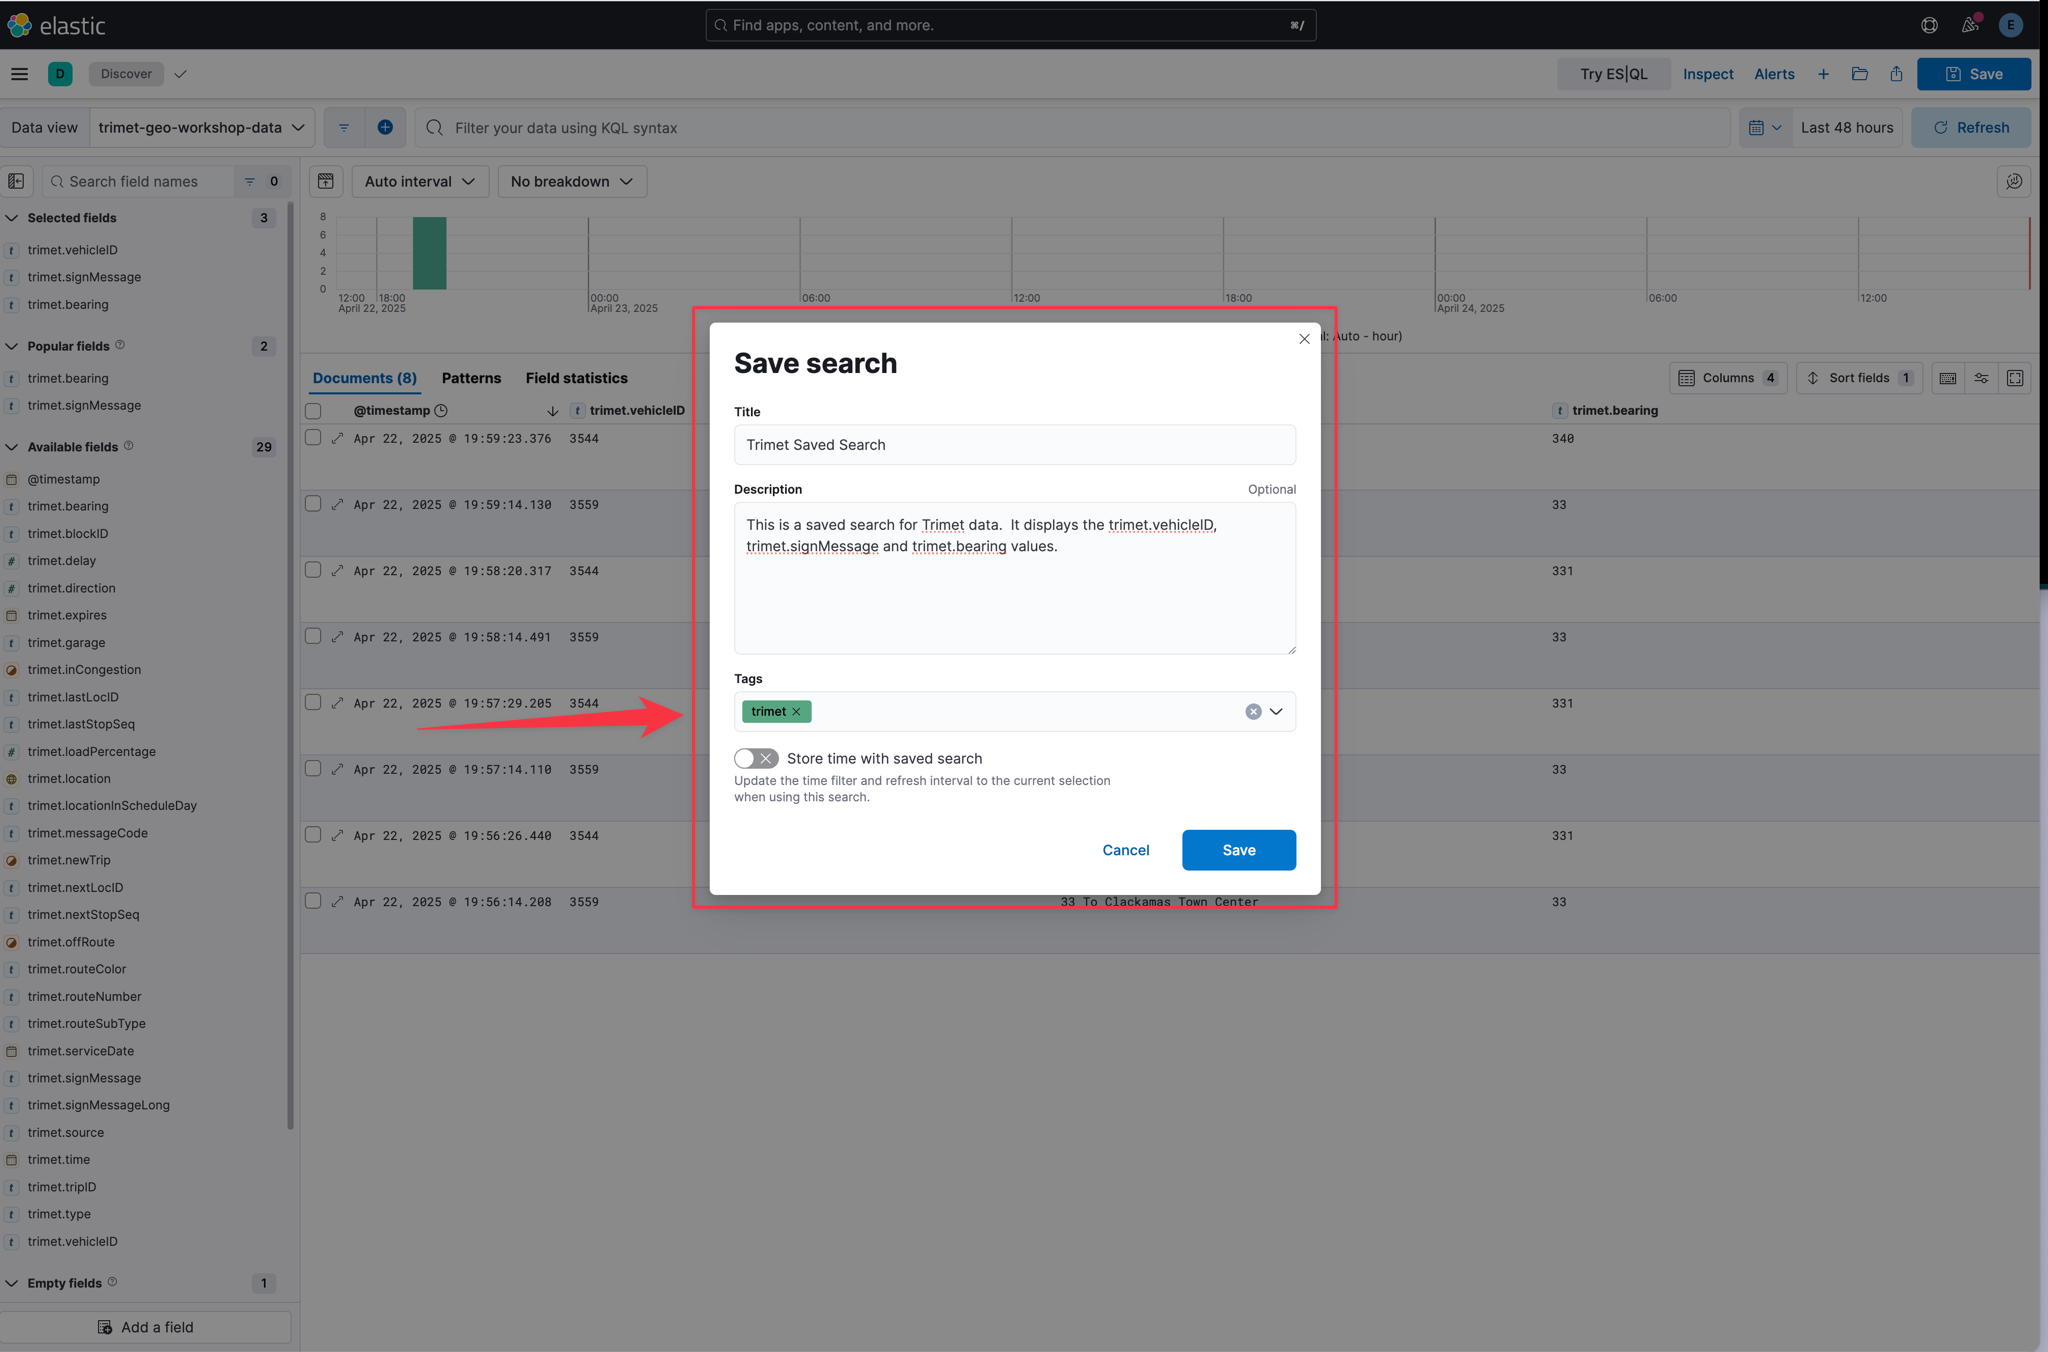 elastic
Find apps, content, and more.
⌘/
E
D
Discover
Try ES|QL
Inspect
Alerts
Save
Data view
trimet-geo-workshop-data
Filter your data using KQL syntax
Last 48 hours
Refresh
Search field names
0
Auto interval
No breakdown
Selected fields
3
t trimet.vehicleID
t trimet.signMessage
t trimet.bearing
Popular fields
2
t trimet.bearing
t trimet.signMessage
Available fields
29
@timestamp
t trimet.bearing
t trimet.blockID
# trimet.delay
# trimet.direction
trimet.expires
t trimet.garage
trimet.inCongestion
t trimet.lastLocID
t trimet.lastStopSeq
# trimet.loadPercentage
trimet.location
t trimet.locationInScheduleDay
t trimet.messageCode
trimet.newTrip
t trimet.nextLocID
t trimet.nextStopSeq
trimet.offRoute
t trimet.routeColor
t trimet.routeNumber
t trimet.routeSubType
trimet.serviceDate
t trimet.signMessage
t trimet.signMessageLong
t trimet.source
trimet.time
t trimet.tripID
t trimet.type
t trimet.vehicleID
Empty fields
1
Add a field
8
6
4
2
0
12:00 18:00 00:00 06:00 12:00 18:00 00:00 06:00 12:00
April 22, 2025 April 23, 2025 April 24, 2025
al: Auto - hour)
Documents (8)
Patterns
Field statistics
Columns 4
Sort fields 1
@timestamp
t trimet.vehicleID
t trimet.bearing
Apr 22, 2025 @ 19:59:23.376 3544 340
Apr 22, 2025 @ 19:59:14.130 3559 33
Apr 22, 2025 @ 19:58:20.317 3544 331
Apr 22, 2025 @ 19:58:14.491 3559 33
Apr 22, 2025 @ 19:57:29.205 3544 331
Apr 22, 2025 @ 19:57:14.110 3559 33
Apr 22, 2025 @ 19:56:26.440 3544 331
Apr 22, 2025 @ 19:56:14.208 3559 33 To Clackamas Town Center 33
Save search
Title
Trimet Saved Search
Description
Optional
This is a saved search for Trimet data.  It displays the trimet.vehicleID,
trimet.signMessage and trimet.bearing values.
Tags
trimet
Store time with saved search
Update the time filter and refresh interval to the current selection
when using this search.
Cancel
Save